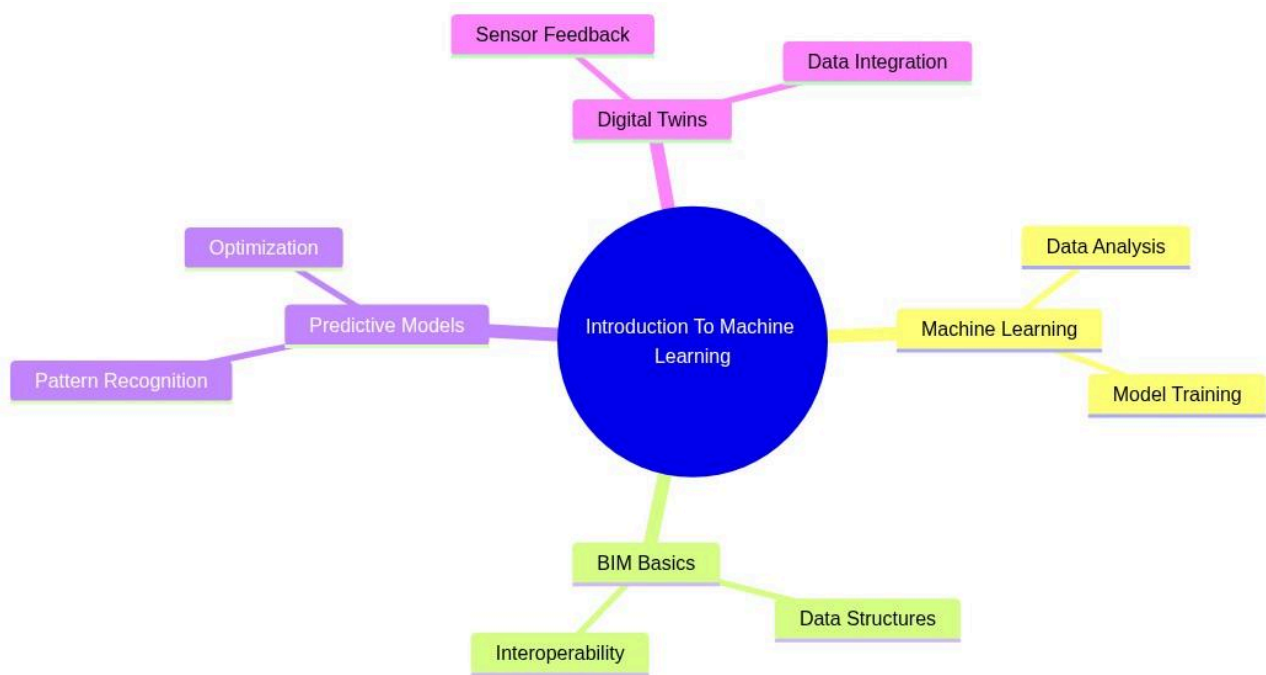 Sensor Feedback
Data Integration
Digital Twins
Optimization
Data Analysis
Predictive Models
Introduction To Machine
Learning
Machine Learning
Pattern Recognition
Model Training
BIM Basics
Data Structures
Interoperability